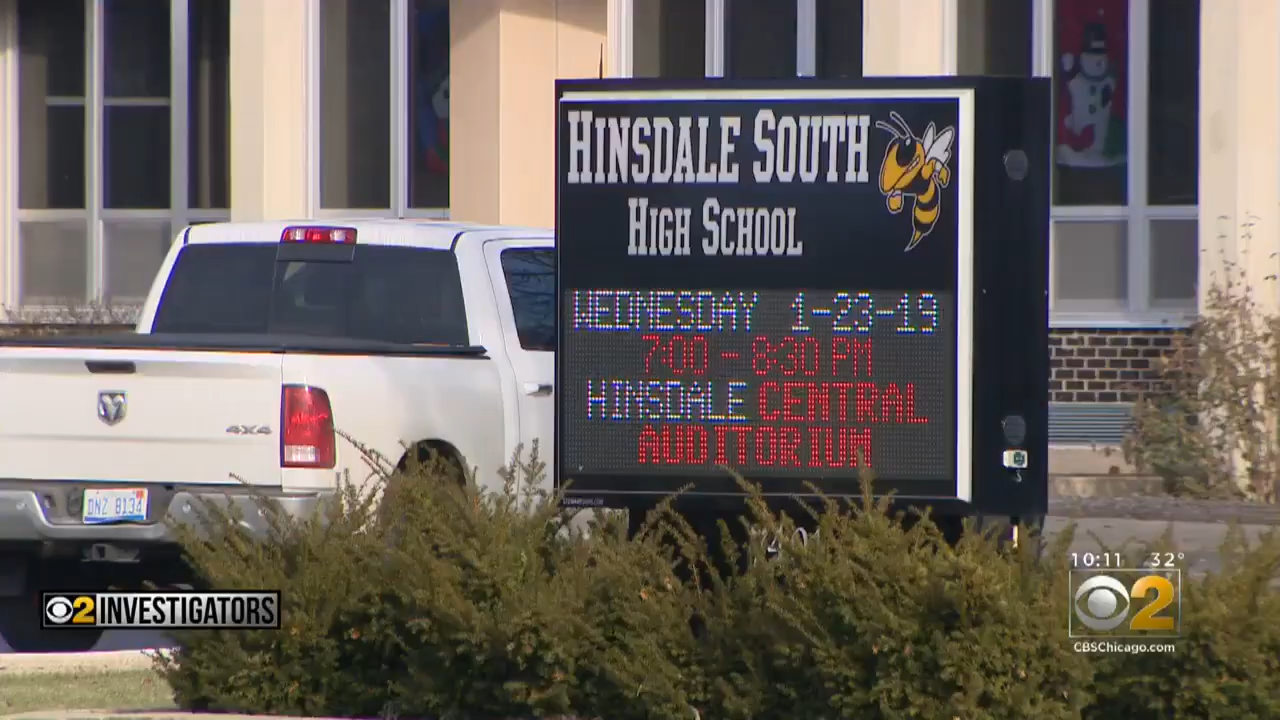 HINSDALE SOUTH
HIGH SCHOOL
WEDNESDAY 1-23-19
7:00 - 8:30 PM
HINSDALE CENTRAL
AUDITORIUM
4X4
DNZ 8134
2 INVESTIGATORS
10:11 32°
2
CBSChicago.com